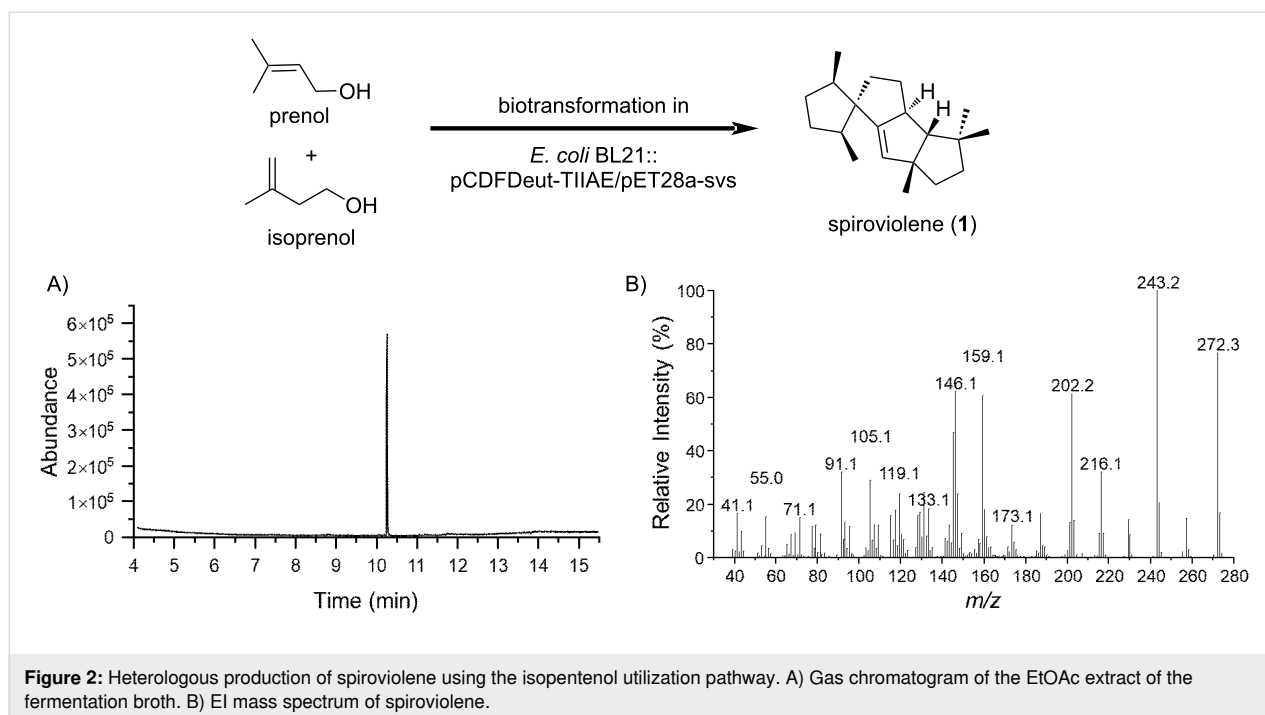 prenol
+
isoprenol
OH
OH
biotransformation in
E. coli BL21::
pCDFDeut-TIIAE/pET28a-svs
H
H
spiroviolene (1)
A)
6×10⁵
5×10⁵
4×10⁵
3×10⁵
2×10⁵
1×10⁵
0
Abundance
4 5 6 7 8 9 10 11 12 13 14 15
Time (min)
B)
100
80
60
40
20
0
Relative Intensity (%)
41.1
55.0
71.1
91.1
105.1
119.1
133.1
146.1
159.1
173.1
202.2
216.1
243.2
272.3
40 60 80 100 120 140 160 180 200 220 240 260 280
m/z
Figure 2: Heterologous production of spiroviolene using the isopentenol utilization pathway. A) Gas chromatogram of the EtOAc extract of the
fermentation broth. B) EI mass spectrum of spiroviolene.